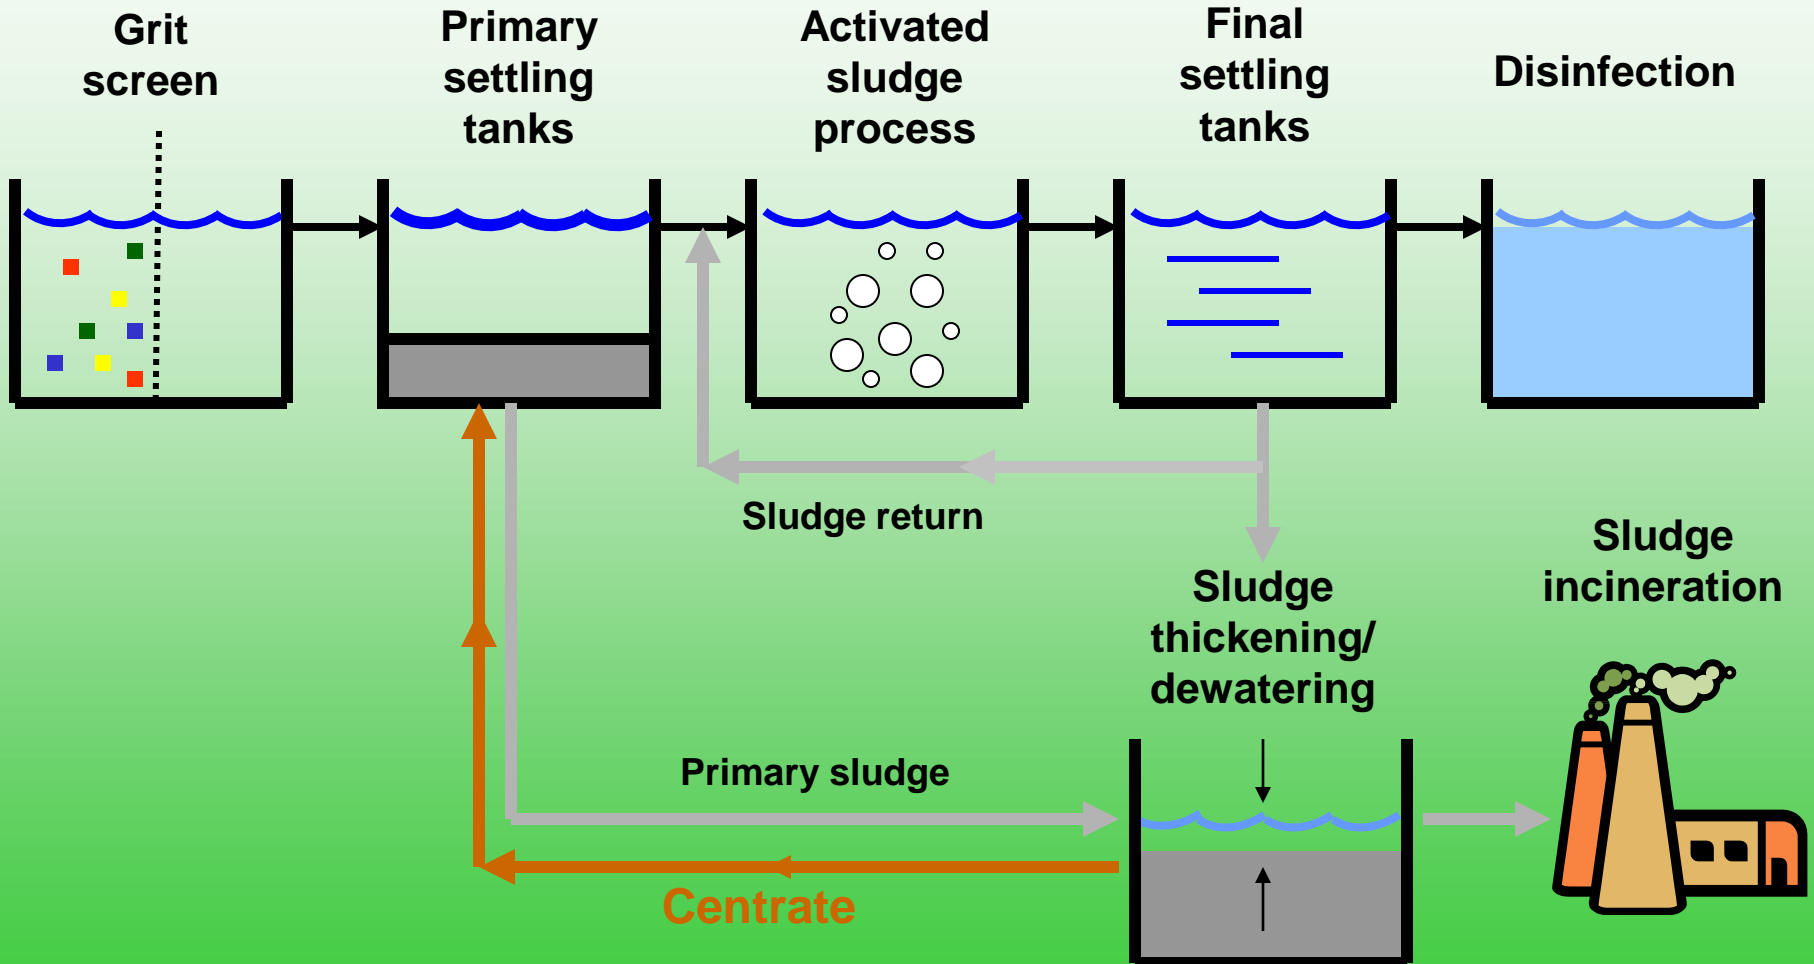 Grit
screen
Primary
settling
tanks
Activated
sludge
process
Final
settling
tanks
Disinfection
Sludge return
Sludge
incineration
Sludge
thickening/
dewatering
Primary sludge
Centrate